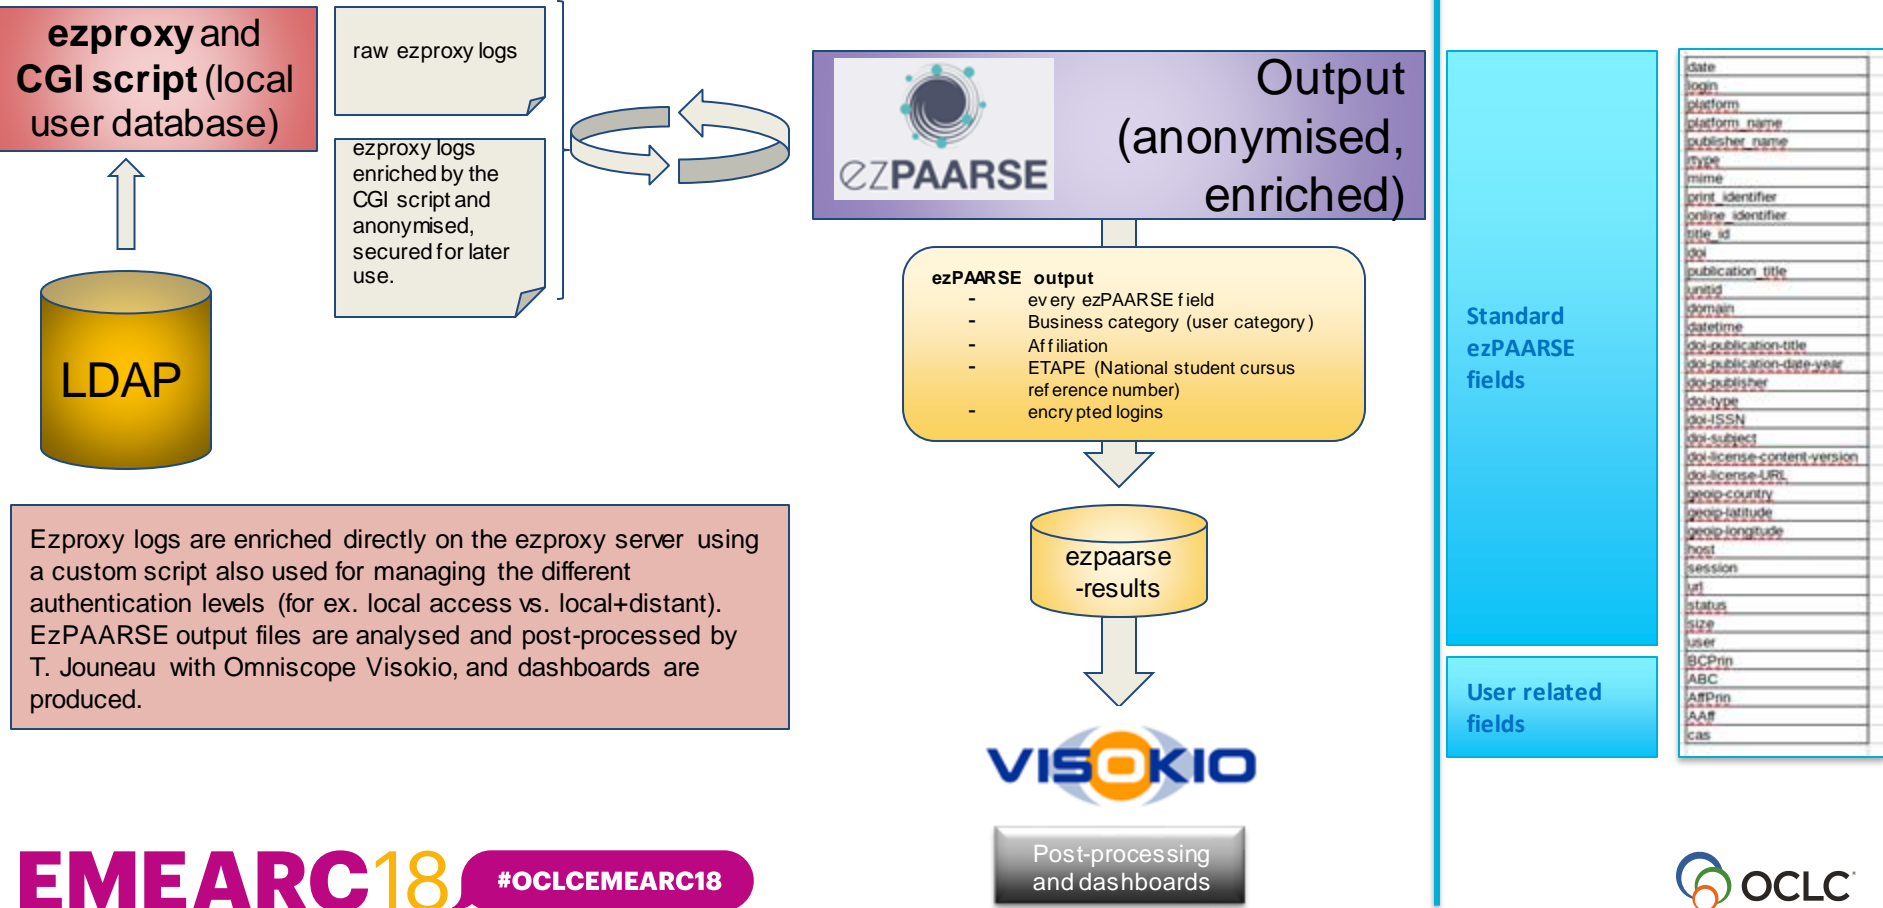 ezproxy and
CGI script (local
user database)
raw ezproxy logs
ezproxy logs
enriched by the
CGI script and
anonymised,
secured for later
use.
LDAP
Ezproxy logs are enriched directly on the ezproxy server using
a custom script also used for managing the different
authentication levels (for ex. local access vs. local+distant).
EzPAARSE output files are analysed and post-processed by
T. Jouneau with Omniscope Visokio, and dashboards are
produced.
ezPAARSE
Output
(anonymised,
enriched)
ezPAARSE output
- every ezPAARSE field
- Business category (user category)
- Affiliation
- ETAPE (National student cursus
reference number)
- encrypted logins
ezpaarse
-results
VISOKIO
Post-processing
and dashboards
Standard
ezPAARSE
fields
User related
fields
date
login
platform
platform_name
publisher_name
rtype
mime
print_identifier
online_identifier
title_id
doi
publication_title
unitid
domain
datetime
doi-publication-title
doi-publication-date-year
doi-publisher
doi-type
doi-ISSN
doi-subject
doi-license-content-version
doi-license-URL
geoip-country
geoip-latitude
geoip-longitude
host
session
url
status
size
user
BCPrin
ABC
AffPrin
AAff
cas
EMEARC18
#OCLCEMEARC18
OCLC